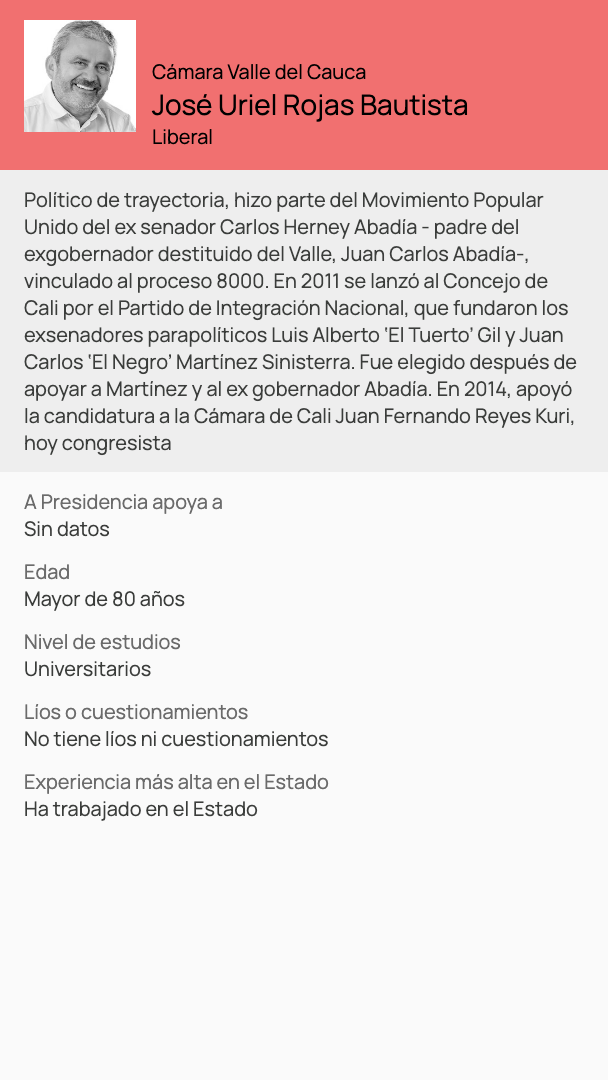 Cámara Valle del Cauca
José Uriel Rojas Bautista
Liberal
Político de trayectoria, hizo parte del Movimiento Popular
Unido del ex senador Carlos Herney Abadía - padre del
exgobernador destituido del Valle, Juan Carlos Abadía-,
vinculado al proceso 8000. En 2011 se lanzó al Concejo de
Cali por el Partido de Integración Nacional, que fundaron los
exsenadores parapolíticos Luis Alberto ‘El Tuerto’ Gil y Juan
Carlos ‘El Negro’ Martínez Sinisterra. Fue elegido después de
apoyar a Martínez y al ex gobernador Abadía. En 2014, apoyó
la candidatura a la Cámara de Cali Juan Fernando Reyes Kuri,
hoy congresista
A Presidencia apoya a
Sin datos
Edad
Mayor de 80 años
Nivel de estudios
Universitarios
Líos o cuestionamientos
No tiene líos ni cuestionamientos
Experiencia más alta en el Estado
Ha trabajado en el Estado